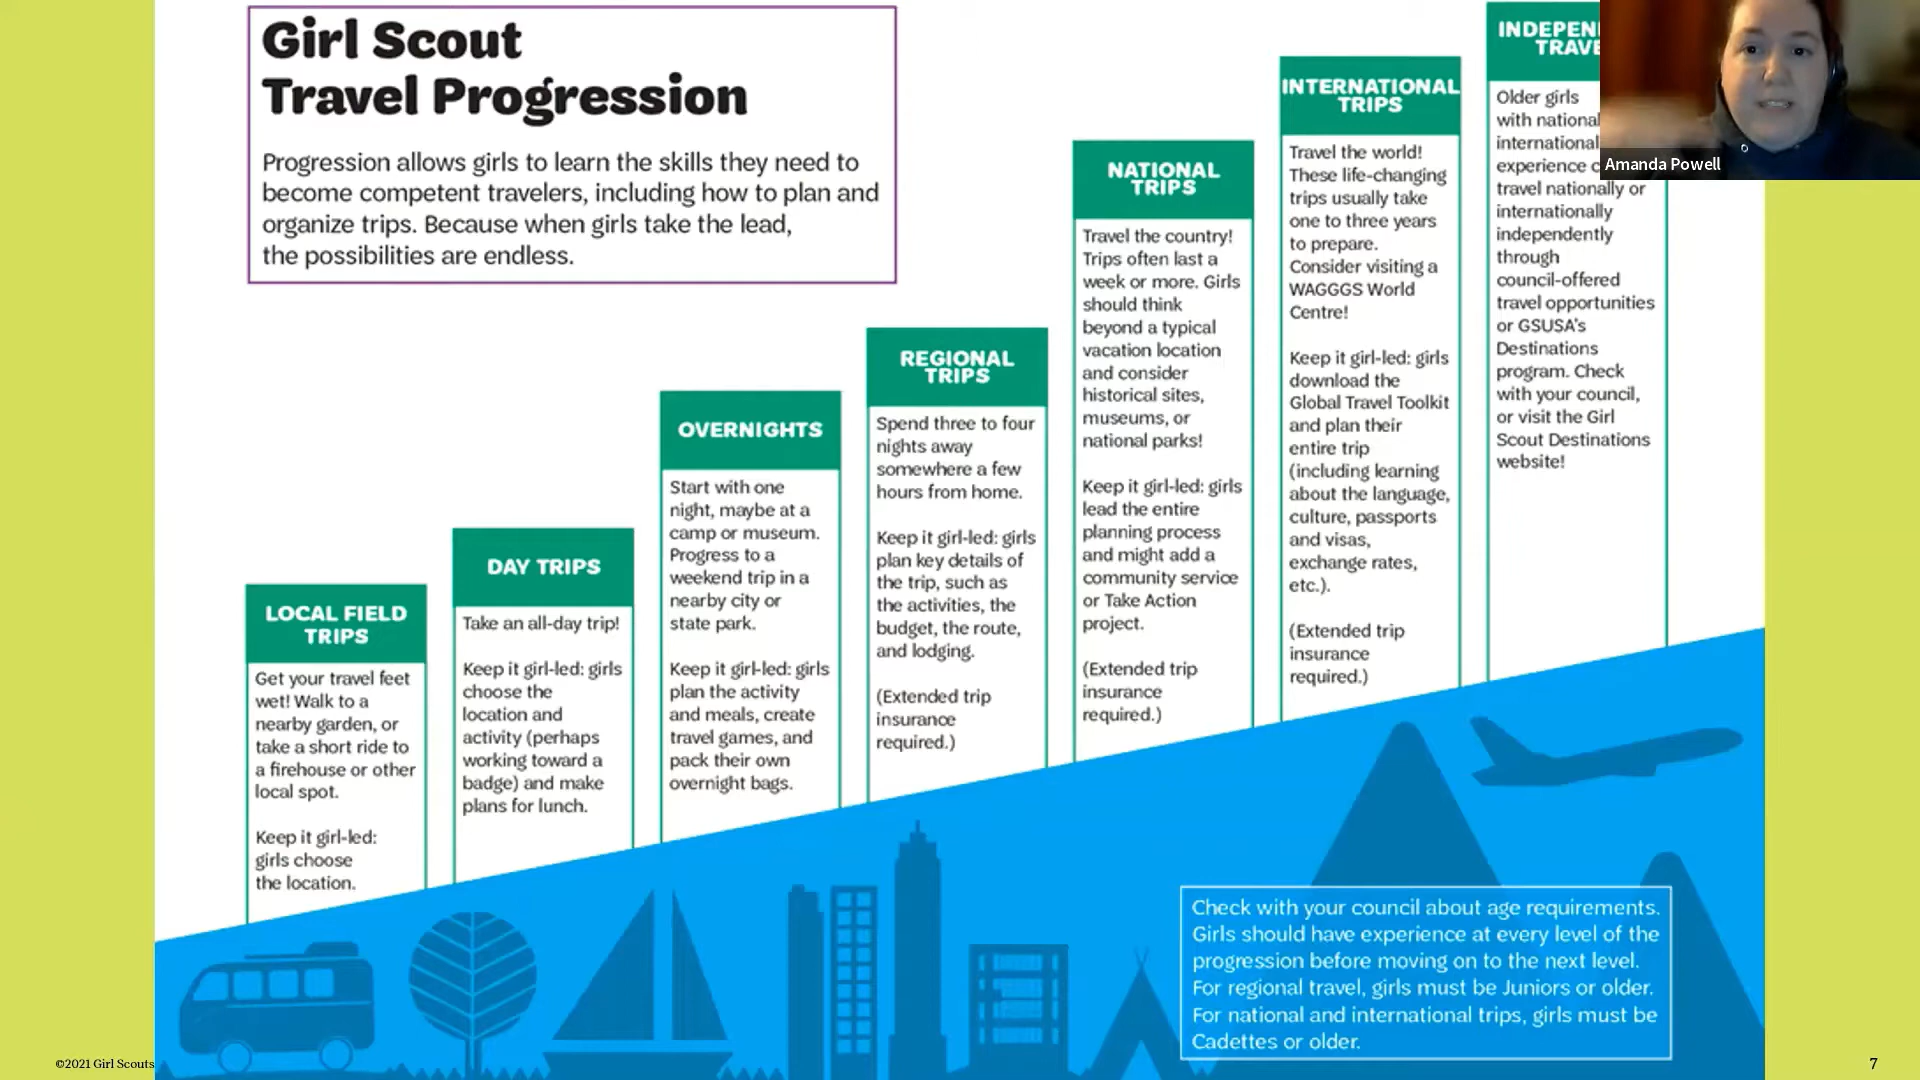 Girl Scout
Travel Progression
Progression allows girls to learn the skills they need to
become competent travelers, including how to plan and
organize trips. Because when girls take the lead,
the possibilities are endless.
LOCAL FIELD
TRIPS
Get your travel feet
wet! Walk to a
nearby garden, or
take a short ride to
a firehouse or other
local spot.
Keep it girl-led:
girls choose
the location.
DAY TRIPS
Take an all-day trip!
Keep it girl-led: girls
choose the
location and
activity (perhaps
working toward a
badge) and make
plans for lunch.
OVERNIGHTS
Start with one
night, maybe at a
camp or museum.
Progress to a
weekend trip in a
nearby city or
state park.
Keep it girl-led: girls
plan the activity
and meals, create
travel games, and
pack their own
overnight bags.
REGIONAL
TRIPS
Spend three to four
nights away
somewhere a few
hours from home.
Keep it girl-led: girls
plan key details of
the trip, such as
the activities, the
budget, the route,
and lodging.
(Extended trip
insurance
required.)
NATIONAL
TRIPS
Travel the country!
Trips often last a
week or more. Girls
should think
beyond a typical
vacation location
and consider
historical sites,
museums, or
national parks!
Keep it girl-led: girls
lead the entire
planning process
and might add a
community service
or Take Action
project.
(Extended trip
insurance
required.)
INTERNATIONAL
TRIPS
Travel the world!
These life-changing
trips usually take
one to three years
to prepare.
Consider visiting a
WAGGGS World
Centre!
Keep it girl-led: girls
download the
Global Travel Toolkit
and plan their
entire trip
(including learning
about the language,
culture, passports
and visas,
exchange rates,
etc.).
(Extended trip
insurance
required.)
Older girls
with national
international
experience
travel nationally or
internationally
independently
through
council-offered
travel opportunities
or GSUSA's
Destinations
program. Check
with your council,
or visit the Girl
Scout Destinations
website!
Amanda Powell
Check with your council about age requirements.
Girls should have experience at every level of the
progression before moving on to the next level.
For regional travel, girls must be Juniors or older.
For national and international trips, girls must be
Cadettes or older.
©2021 Girl Scouts
7